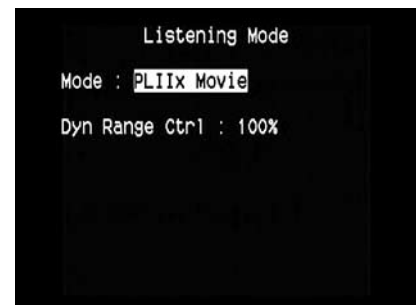 Listening Mode
Mode : PLIIx Movie
Dyn Range Ctrl : 100%